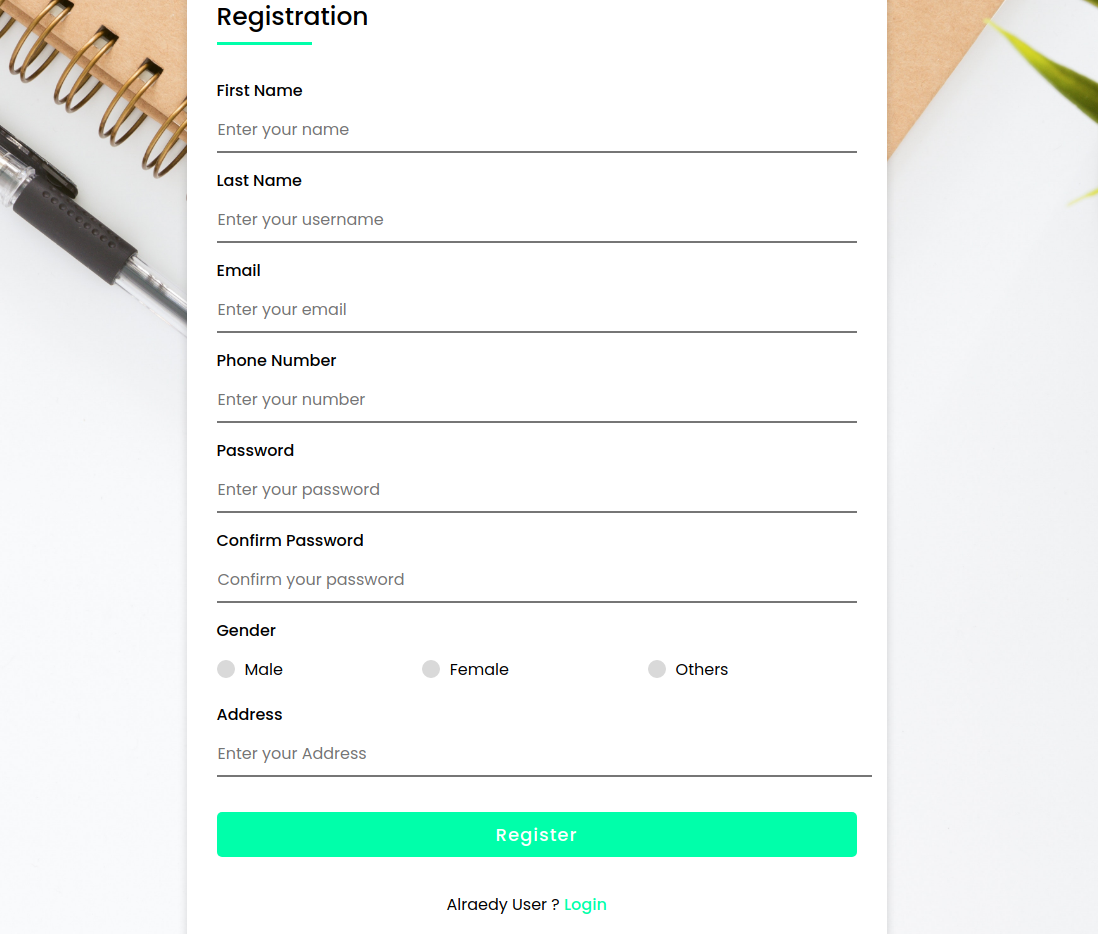 Registration
First Name
Enter your name
Last Name
Enter your username
Email
Enter your email
Phone Number
Enter your number
Password
Enter your password
Confirm Password
Confirm your password
Gender
Male Female Others
Address
Enter your Address
Register
Alraedy User ? Login